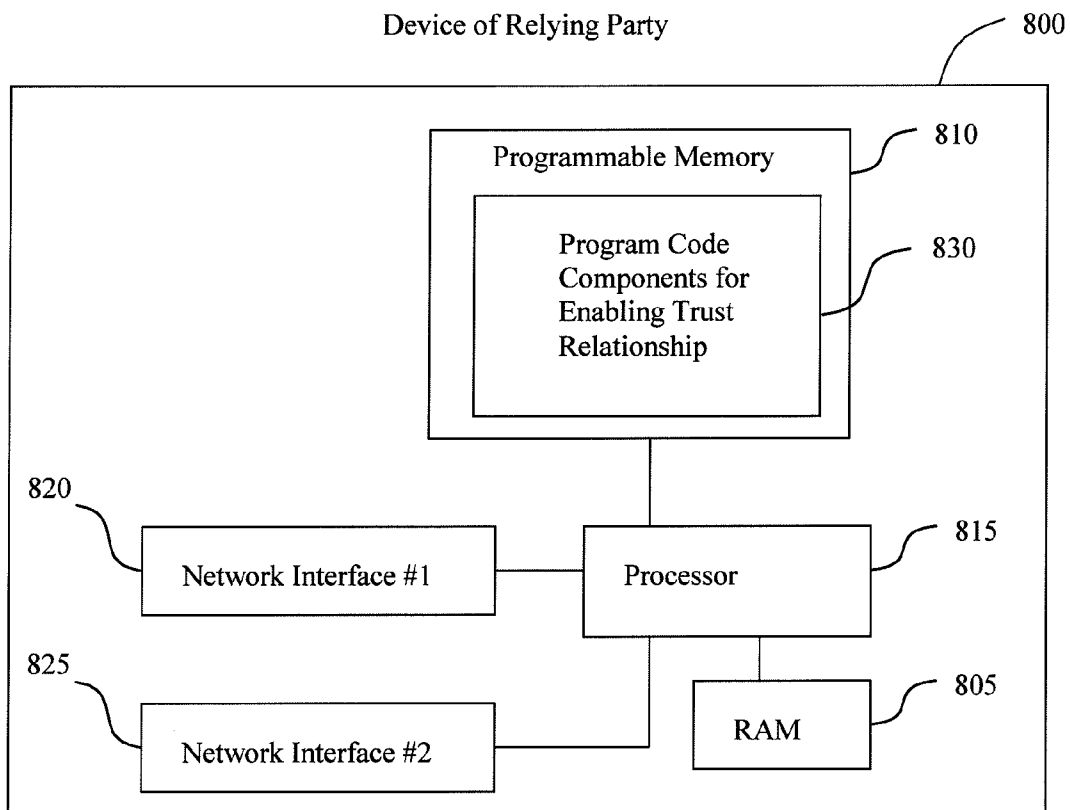 Device of Relying Party
800
810
Programmable Memory
Program Code
Components for
Enabling Trust
Relationship
830
820
815
Network Interface #1
Processor
825
805
Network Interface #2
RAM